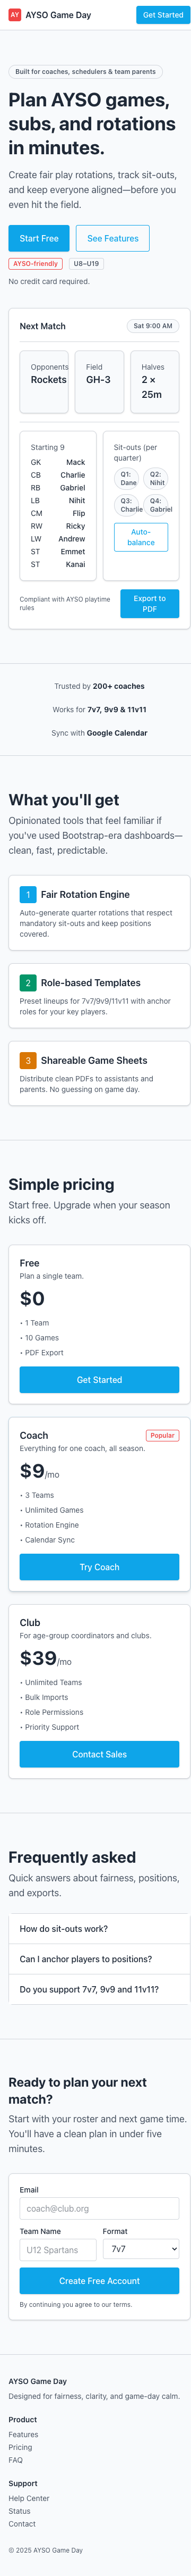 AY AYSO Game Day Get Started
Built for coaches, schedulers & team parents
Plan AYSO games,
subs, and rotations
in minutes.
Create fair play rotations, track sit-outs,
and keep everyone aligned—before you
even hit the field.
Start Free See Features
AYSO-friendly U8–U19
No credit card required.
Next Match Sat 9:00 AM
Opponents
Rockets
Field
GH-3
Halves
2 ×
25m
Starting 9
GK Mack
CB Charlie
RB Gabriel
LB Nihit
CM Flip
RW Ricky
LW Andrew
ST Emmet
ST Kanai
Sit-outs (per
quarter)
Q1:
Dane
Q2:
Nihit
Q3:
Charlie
Q4:
Gabriel
Auto-
balance
Compliant with AYSO playtime
rules
Export to
PDF
Trusted by 200+ coaches
Works for 7v7, 9v9 & 11v11
Sync with Google Calendar
What you'll get
Opinionated tools that feel familiar if
you've used Bootstrap-era dashboards—
clean, fast, predictable.
1 Fair Rotation Engine
Auto-generate quarter rotations that respect
mandatory sit-outs and keep positions
covered.
2 Role-based Templates
Preset lineups for 7v7/9v9/11v11 with anchor
roles for your key players.
3 Shareable Game Sheets
Distribute clean PDFs to assistants and
parents. No guessing on game day.
Simple pricing
Start free. Upgrade when your season
kicks off.
Free
Plan a single team.
$0
• 1 Team
• 10 Games
• PDF Export
Get Started
Coach Popular
Everything for one coach, all season.
$9/mo
• 3 Teams
• Unlimited Games
• Rotation Engine
• Calendar Sync
Try Coach
Club
For age-group coordinators and clubs.
$39/mo
• Unlimited Teams
• Bulk Imports
• Role Permissions
• Priority Support
Contact Sales
Frequently asked
Quick answers about fairness, positions,
and exports.
How do sit-outs work?
Can I anchor players to positions?
Do you support 7v7, 9v9 and 11v11?
Ready to plan your next
match?
Start with your roster and next game time.
You'll have a clean plan in under five
minutes.
Email
coach@club.org
Team Name Format
U12 Spartans 7v7
Create Free Account
By continuing you agree to our terms.
AYSO Game Day
Designed for fairness, clarity, and game-day calm.
Product
Features
Pricing
FAQ
Support
Help Center
Status
Contact
© 2025 AYSO Game Day